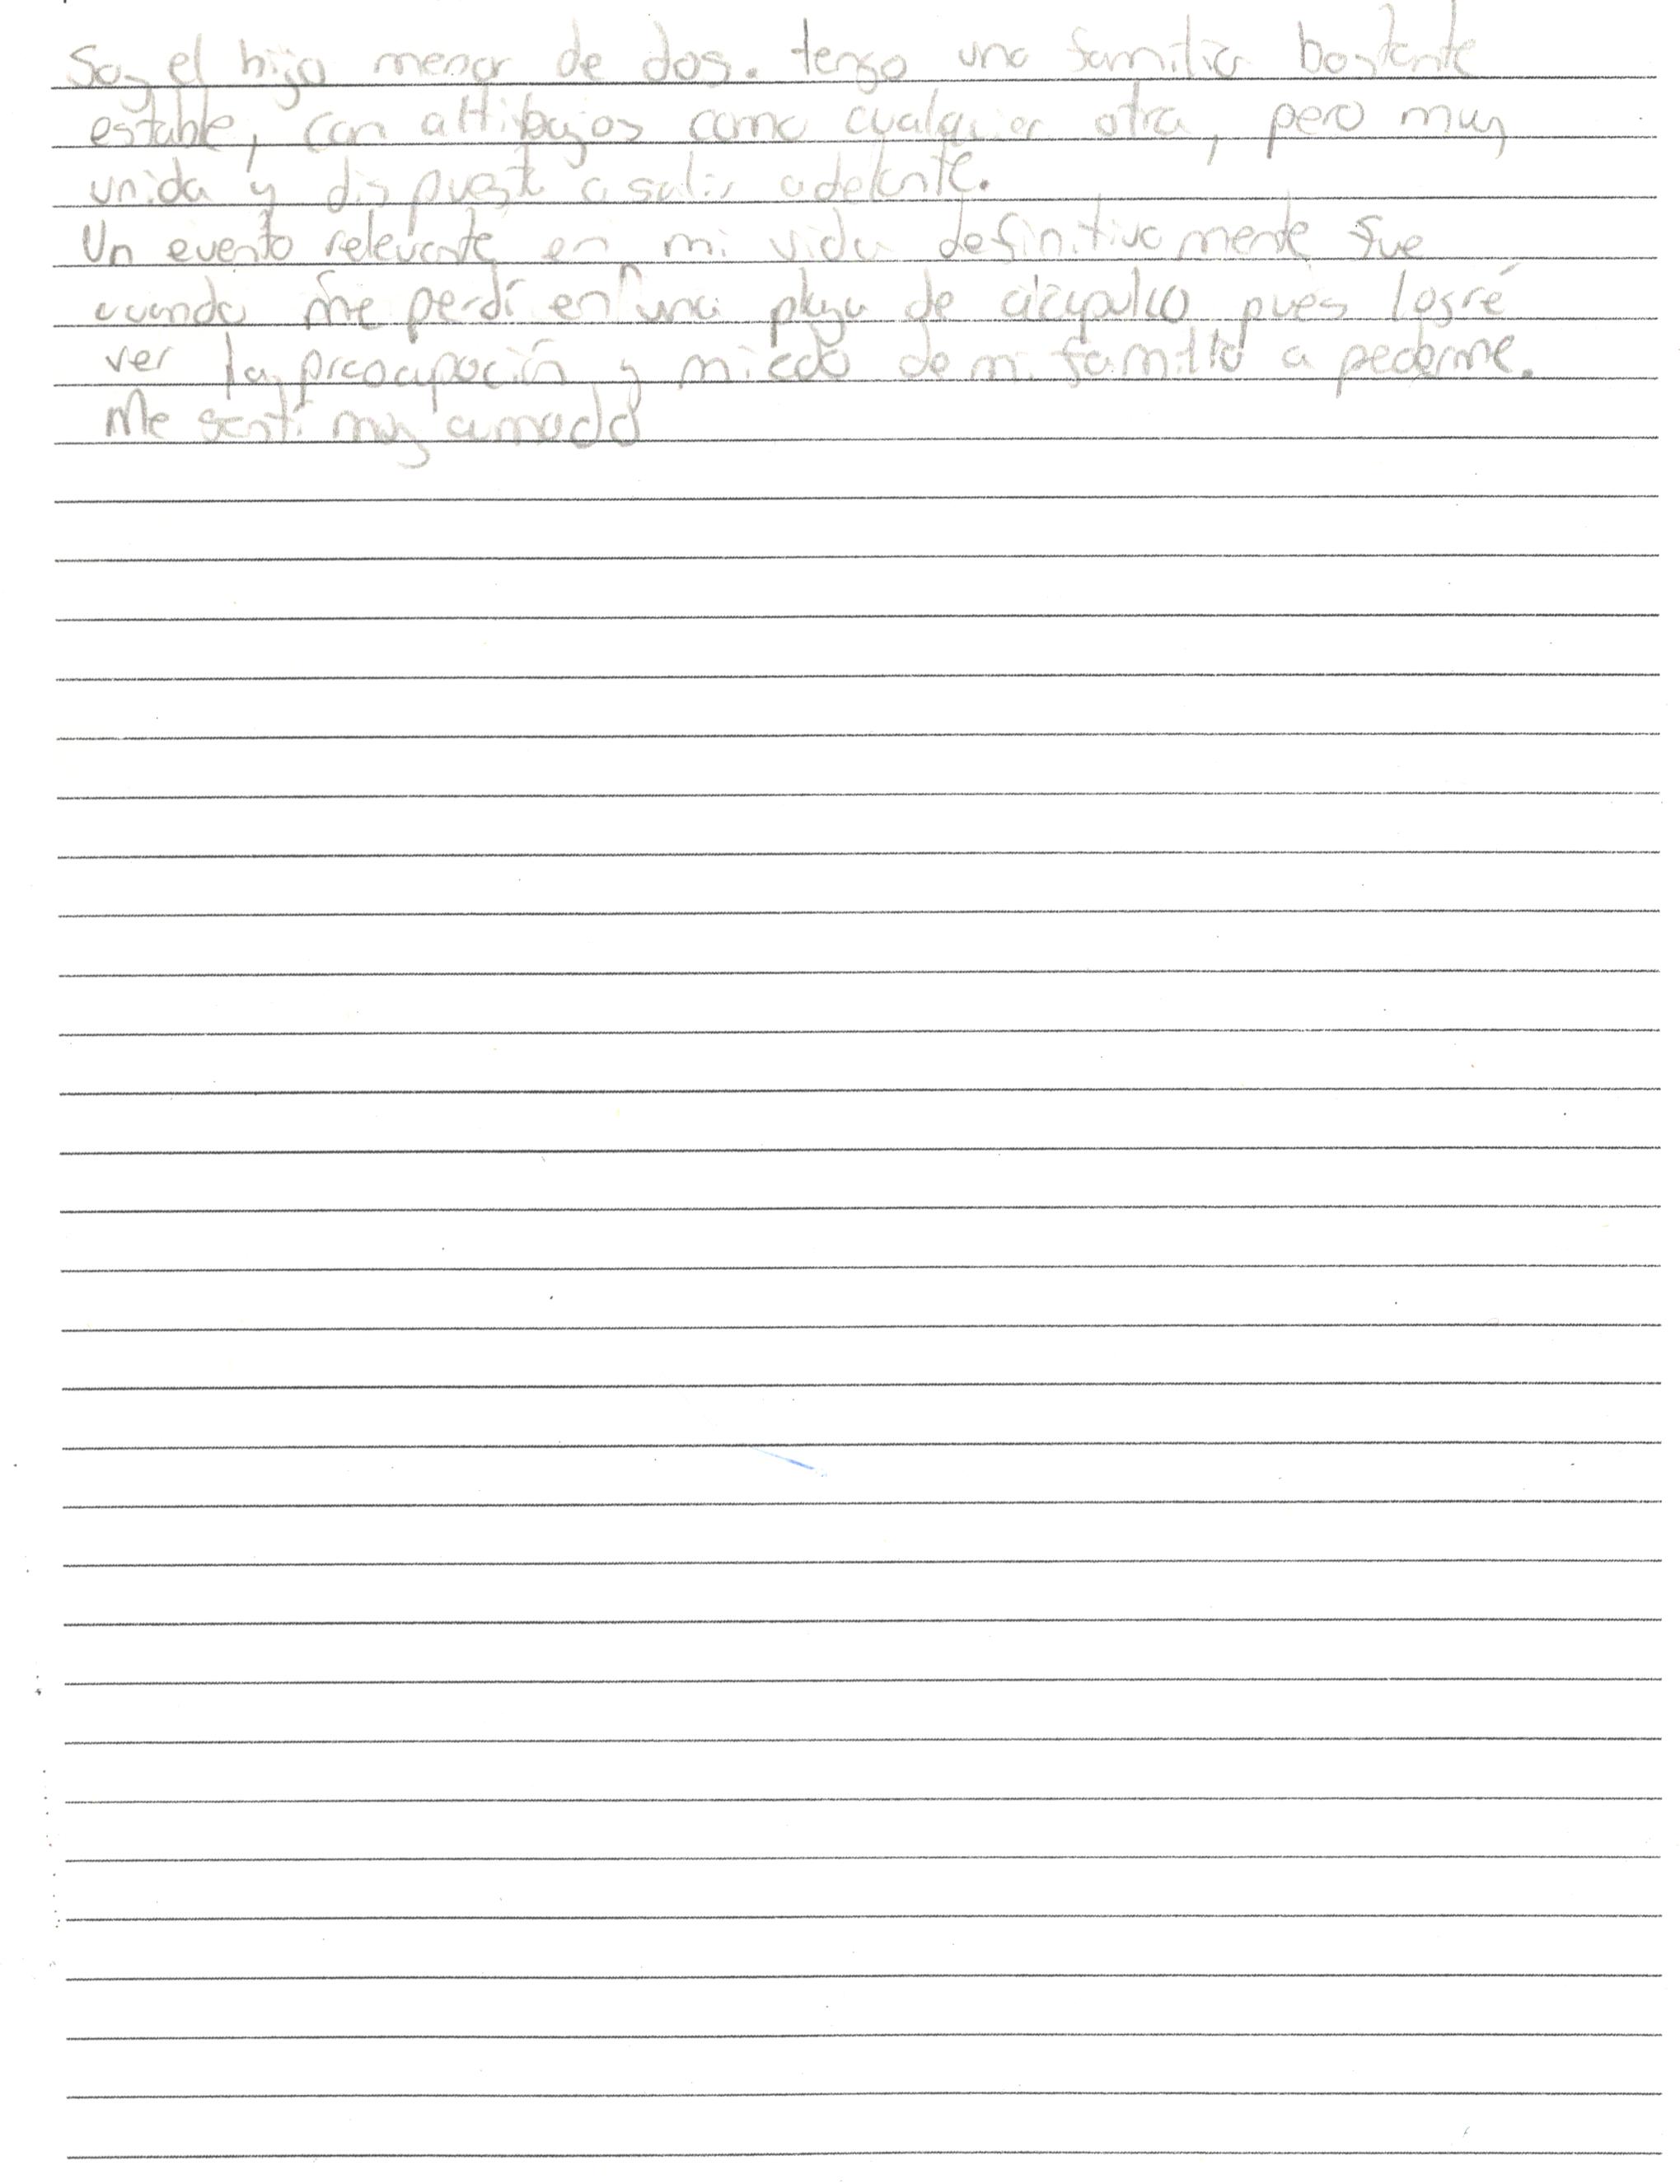 Soy el hijo menor de dos. tengo una familia bastante
estable, con altibajos como cualquier otra, pero muy
unida y dispuesta a salir adelante.
Un evento relevante en mi vida definitivamente fue
cuando me perdí en una playa de acapulco pues logré
ver la preocupación y miedo de mi familia a pederme.
Me sentí muy amado